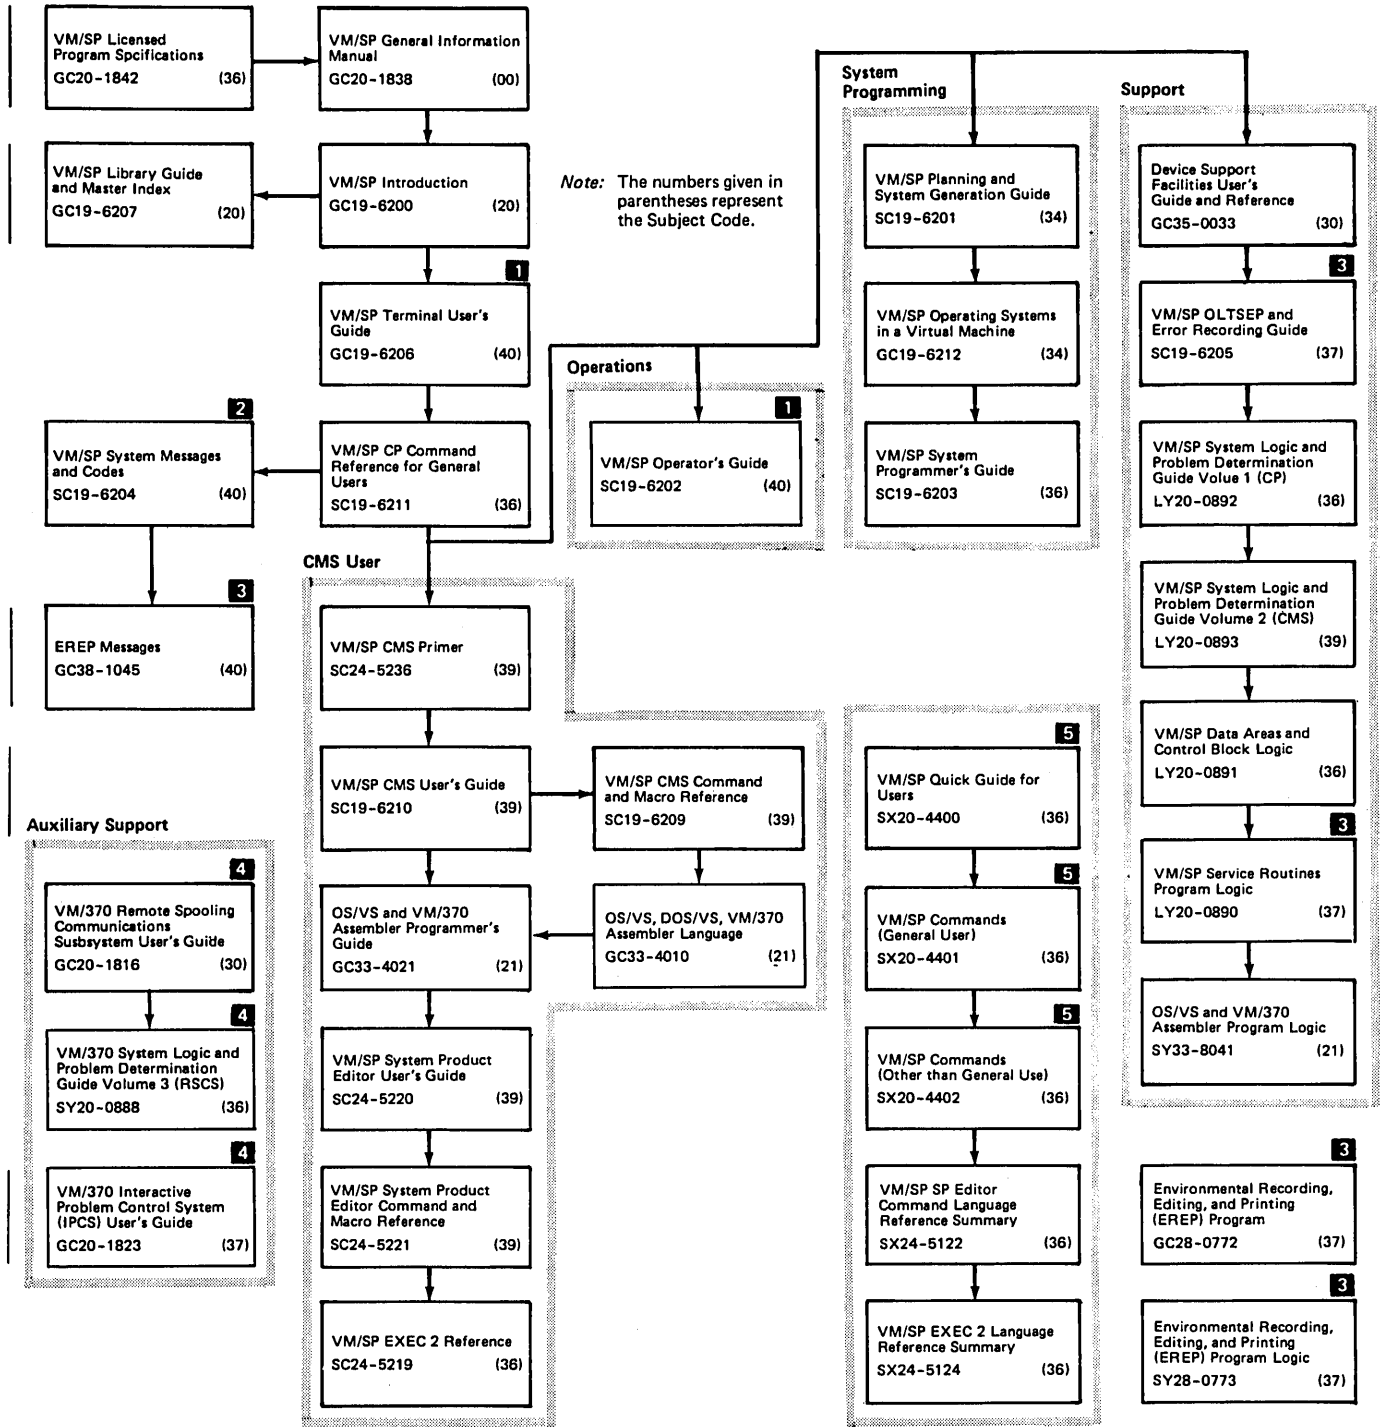 VM/SP Licensed
Program Spcifications
GC20-1842 (36)
VM/SP General Information
Manual
GC20-1838 (00)
VM/SP Library Guide
and Master Index
GC19-6207 (20)
VM/SP Introduction
GC19-6200 (20)
Note: The numbers given in
parentheses represent
the Subject Code.
1
VM/SP Terminal User's
Guide
GC19-6206 (40)
2
VM/SP System Messages
and Codes
SC19-6204 (40)
VM/SP CP Command
Reference for General
Users
SC19-6211 (36)
3
EREP Messages
GC38-1045 (40)
Operations
1
VM/SP Operator's Guide
SC19-6202 (40)
System
Programming
VM/SP Planning and
System Generation Guide
SC19-6201 (34)
VM/SP Operating Systems
in a Virtual Machine
GC19-6212 (34)
VM/SP System
Programmer's Guide
SC19-6203 (36)
Support
Device Support
Facilities User's
Guide and Reference
GC35-0033 (30)
3
VM/SP OLTSEP and
Error Recording Guide
SC19-6205 (37)
VM/SP System Logic and
Problem Determination
Guide Volue 1 (CP)
LY20-0892 (36)
VM/SP System Logic and
Problem Determination
Guide Volume 2 (CMS)
LY20-0893 (39)
VM/SP Data Areas and
Control Block Logic
LY20-0891 (36)
3
VM/SP Service Routines
Program Logic
LY20-0890 (37)
OS/VS and VM/370
Assembler Program Logic
SY33-8041 (21)
CMS User
VM/SP CMS Primer
SC24-5236 (39)
VM/SP CMS User's Guide
SC19-6210 (39)
VM/SP CMS Command
and Macro Reference
SC19-6209 (39)
OS/VS and VM/370
Assembler Programmer's
Guide
GC33-4021 (21)
OS/VS, DOS/VS, VM/370
Assembler Language
GC33-4010 (21)
VM/SP System Product
Editor User's Guide
SC24-5220 (39)
VM/SP System Product
Editor Command and
Macro Reference
SC24-5221 (39)
VM/SP EXEC 2 Reference
SC24-5219 (36)
Auxiliary Support
4
VM/370 Remote Spooling
Communications
Susbsystem User's Guide
GC20-1816 (30)
4
VM/370 System Logic and
Problem Determination
Guide Volume 3 (RSCS)
SY20-0888 (36)
4
VM/370 Interactive
Problem Control System
(IPCS) User's Guide
GC20-1823 (37)
5
VM/SP Quick Guide for
Users
SX20-4400 (36)
5
VM/SP Commands
(General User)
SX20-4401 (36)
5
VM/SP Commands
(Other than General Use)
SX20-4402 (36)
VM/SP SP Editor
Command Language
Reference Summary
SX24-5122 (36)
VM/SP EXEC 2 Language
Reference Summary
SX24-5124 (36)
3
Environmental Recording,
Editing, and Printing
(EREP) Program
GC28-0772 (37)
3
Environmental Recording,
Editing, and Printing
(EREP) Program Logic
SY28-0773 (37)